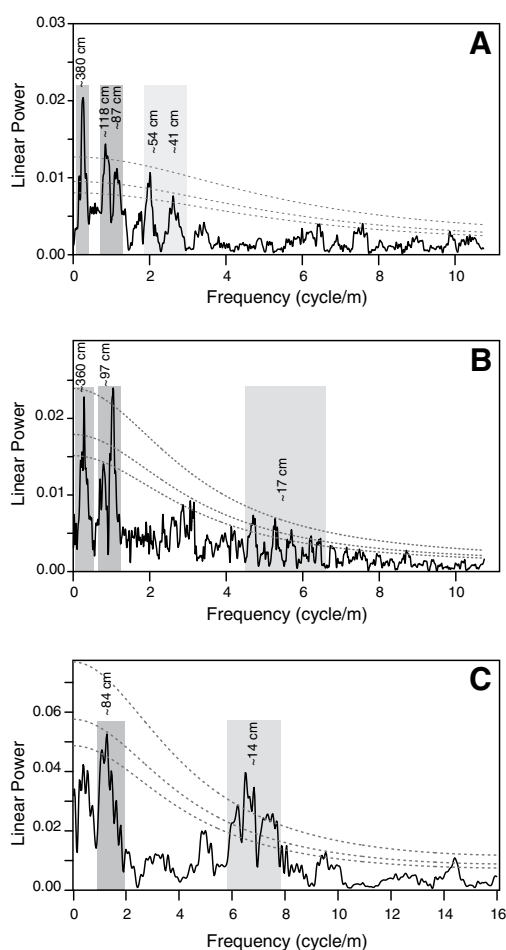 A
0.03
0.02
0.01
0.00
Linear Power
~380 cm
~118 cm
~87 cm
~54 cm
~41 cm
0 2 4 6 8 10
Frequency (cycle/m)
B
0.02
0.01
0.00
Linear Power
~360 cm
~97 cm
~17 cm
0 2 4 6 8 10
Frequency (cycle/m)
C
0.06
0.04
0.02
0.00
Linear Power
~84 cm
~14 cm
0 2 4 6 8 10 12 14 16
Frequency (cycle/m)